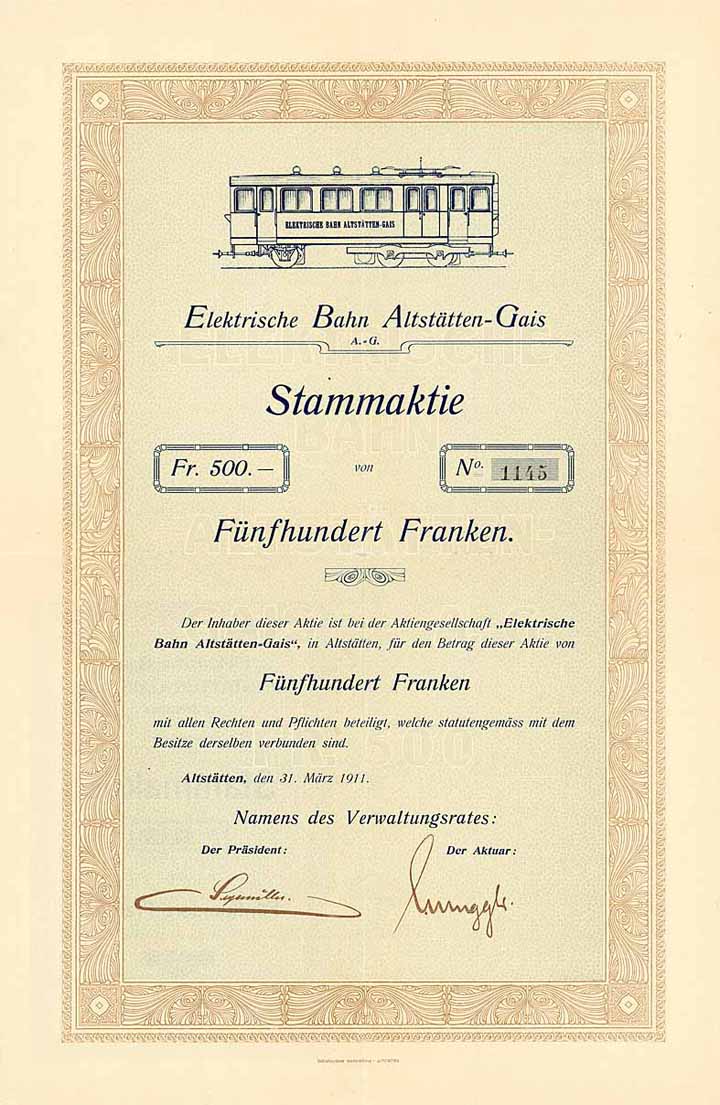 ELEKTRISCHE BAHN ALTSTÄTTEN-GAIS
Elektrische Bahn Altstätten-Gais
A.-G.
Stammaktie
Fr. 500.— von No. 1145
Fünfhundert Franken.
Der Inhaber dieser Aktie ist bei der Aktiengesellschaft „Elektrische
Bahn Altstätten-Gais“, in Altstätten, für den Betrag dieser Aktie von
Fünfhundert Franken
mit allen Rechten und Pflichten beteiligt, welche statutengemäss mit dem
Besitze derselben verbunden sind.
Altstätten, den 31. März 1911.
Namens des Verwaltungsrates:
Der Präsident: Der Aktuar: